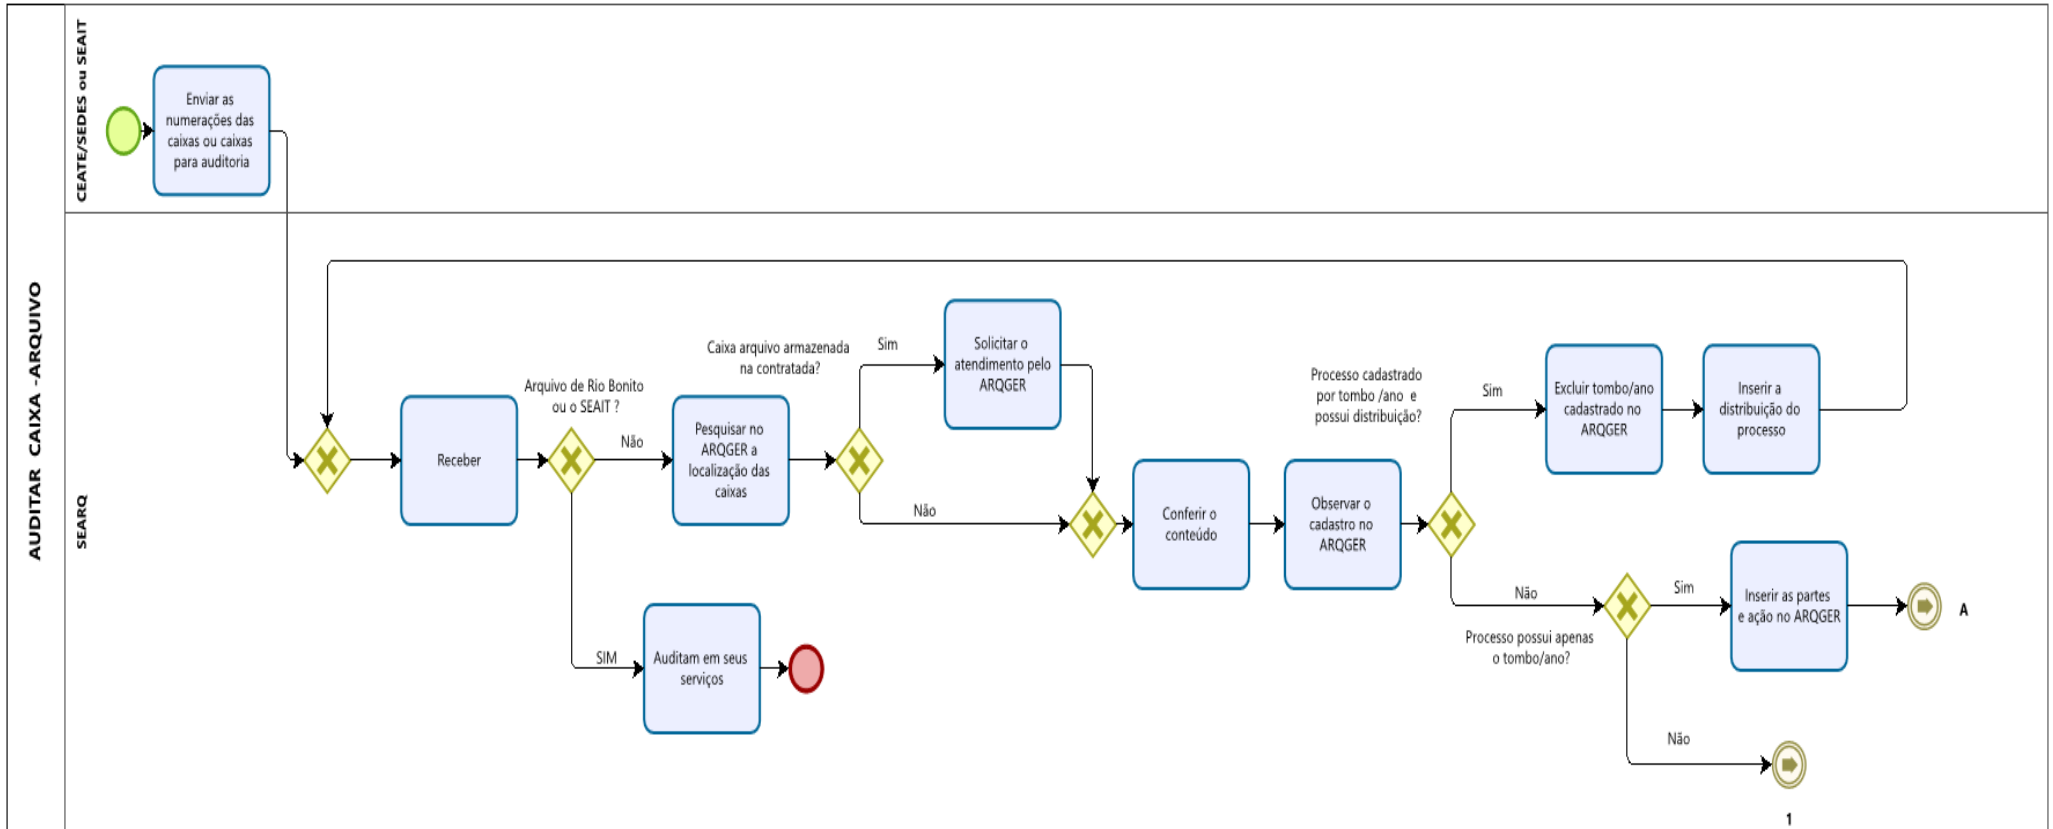 AUDITAR CAIXA -ARQUIVO
CEATE/SEDES ou SEAIT
Enviar as
numerações das
caixas ou caixas
para auditoria
SEARQ
Receber
Arquivo de Rio Bonito
ou o SEAIT ?
Não
SIM
Auditam em seus
serviços
Pesquisar no
ARQGER a
localização das
caixas
Caixa arquivo armazenada
na contratada?
Sim
Não
Solicitar o
atendimento pelo
ARQGER
Conferir o
conteúdo
Observar o
cadastro no
ARQGER
Processo cadastrado
por tombo /ano e
possui distribuição?
Sim
Excluir tombo/ano
cadastrado no
ARQGER
Inserir a
distribuição do
processo
Não
Processo possui apenas
o tombo/ano?
Sim
Inserir as partes
e ação no ARQGER
A
Não
1